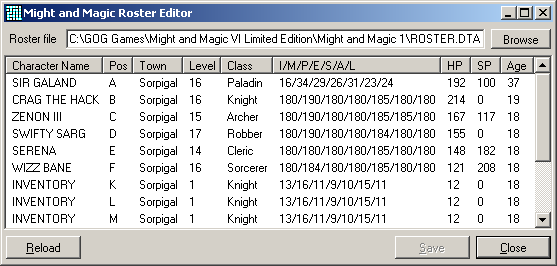 Might and Magic Roster Editor
Roster file C:\GOG Games\Might and Magic VI Limited Edition\Might and Magic 1\ROSTER.DTA Browse
Character Name Pos Town Level Class I/M/P/E/S/A/L HP SP Age
SIR GALAND A Sorpigal 16 Paladin 16/34/29/26/31/23/24 192 100 37
CRAG THE HACK B Sorpigal 16 Knight 180/190/180/180/185/180/180 214 0 19
ZENON III C Sorpigal 15 Archer 180/190/180/180/185/180/185 167 117 18
SWIFTY SARG D Sorpigal 17 Robber 180/190/180/180/184/180/180 155 0 18
SERENA E Sorpigal 14 Cleric 180/180/185/180/180/180/180 148 182 18
WIZZ BANE F Sorpigal 16 Sorcerer 180/184/180/180/185/180/180 121 208 18
INVENTORY K Sorpigal 1 Knight 13/16/11/9/10/15/11 12 0 18
INVENTORY L Sorpigal 1 Knight 13/16/11/9/10/15/11 12 0 18
INVENTORY M Sorpigal 1 Knight 13/16/11/9/10/15/11 12 0 18
Reload Save Close